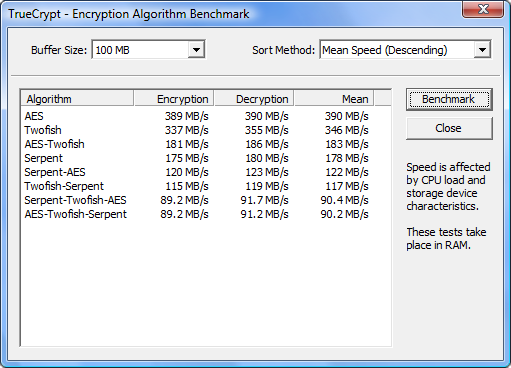 TrueCrypt - Encryption Algorithm Benchmark
Buffer Size: 100 MB Sort Method: Mean Speed (Descending)
Algorithm Encryption Decryption Mean
AES 389 MB/s 390 MB/s 390 MB/s
Twofish 337 MB/s 355 MB/s 346 MB/s
AES-Twofish 181 MB/s 186 MB/s 183 MB/s
Serpent 175 MB/s 180 MB/s 178 MB/s
Serpent-AES 120 MB/s 123 MB/s 122 MB/s
Twofish-Serpent 115 MB/s 119 MB/s 117 MB/s
Serpent-Twofish-AES 89.2 MB/s 91.7 MB/s 90.4 MB/s
AES-Twofish-Serpent 89.2 MB/s 91.2 MB/s 90.2 MB/s
Benchmark
Close
Speed is affected
by CPU load and
storage device
characteristics.
These tests take
place in RAM.